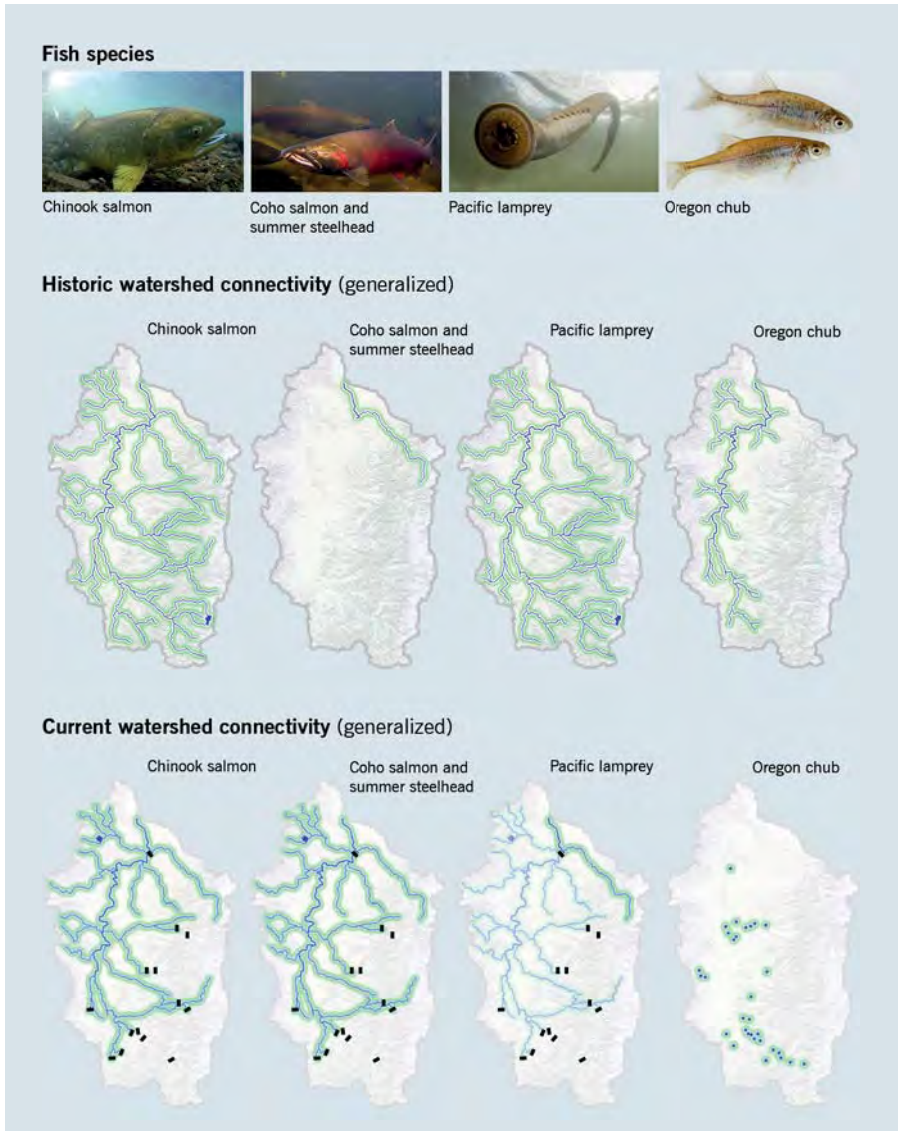 Fish species
Chinook salmon
Coho salmon and
summer steelhead
Pacific lamprey
Oregon chub
Historic watershed connectivity (generalized)
Chinook salmon
Coho salmon and
summer steelhead
Pacific lamprey
Oregon chub
Current watershed connectivity (generalized)
Chinook salmon
Coho salmon and
summer steelhead
Pacific lamprey
Oregon chub